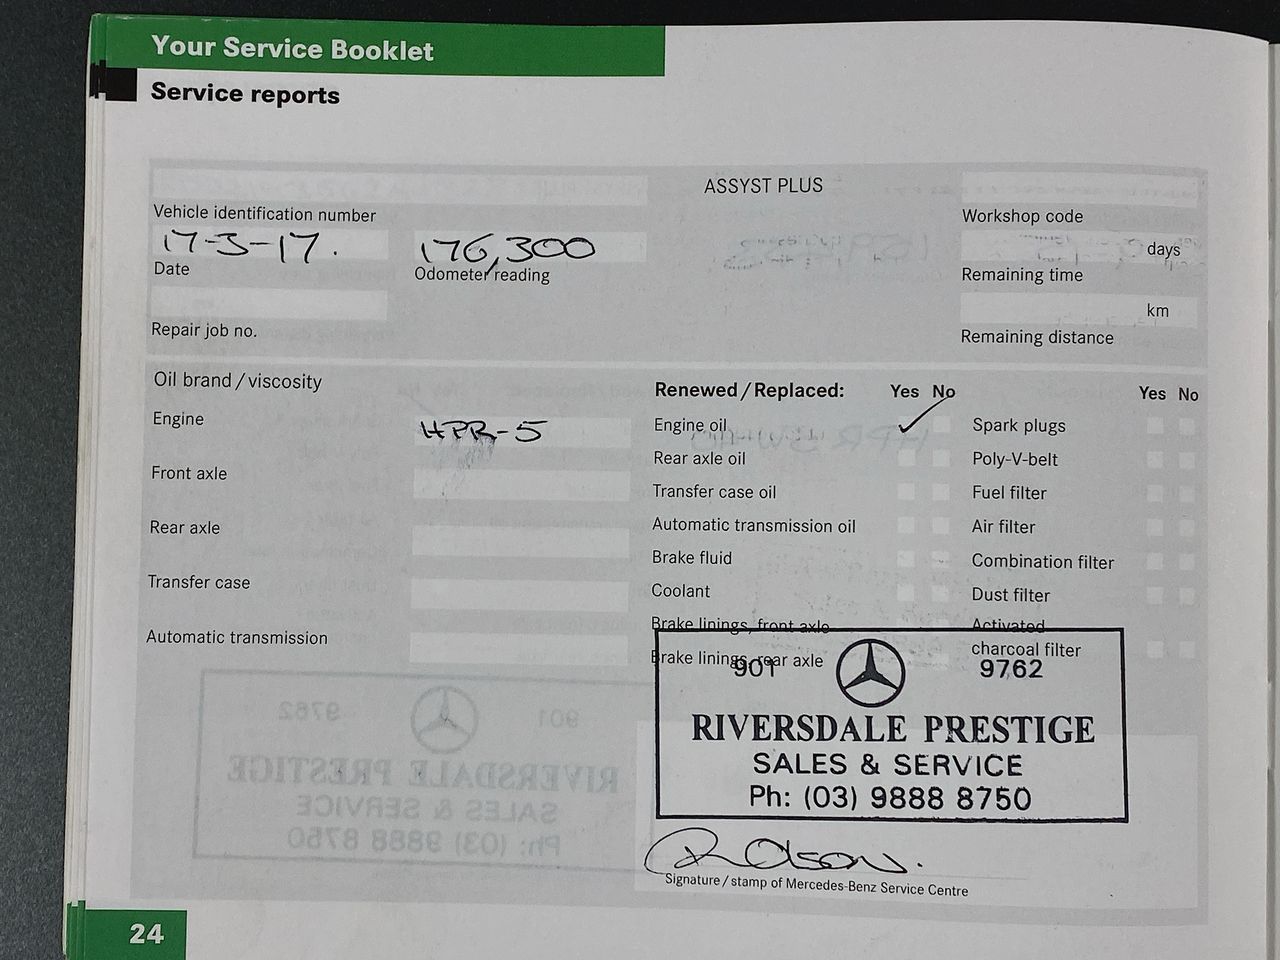 Your Service Booklet
Service reports
ASSYST PLUS
Vehicle identification number
Workshop code
17-3-17.
176,300
days
Date
Odometer reading
Remaining time
km
Repair job no.
Remaining distance
Oil brand / viscosity
Renewed / Replaced: Yes No
Yes No
Engine
HPR-5
Engine oil
Spark plugs
Rear axle oil
Poly-V-belt
Front axle
Transfer case oil
Fuel filter
Rear axle
Automatic transmission oil
Air filter
Brake fluid
Combination filter
Transfer case
Coolant
Dust filter
Automatic transmission
Brake linings, front axle
Activated
charcoal filter
Brake linings, rear axle
901
9762
RIVERSDALE PRESTIGE
SALES & SERVICE
Ph: (03) 9888 8750
R Olson.
Signature / stamp of Mercedes-Benz Service Centre
24